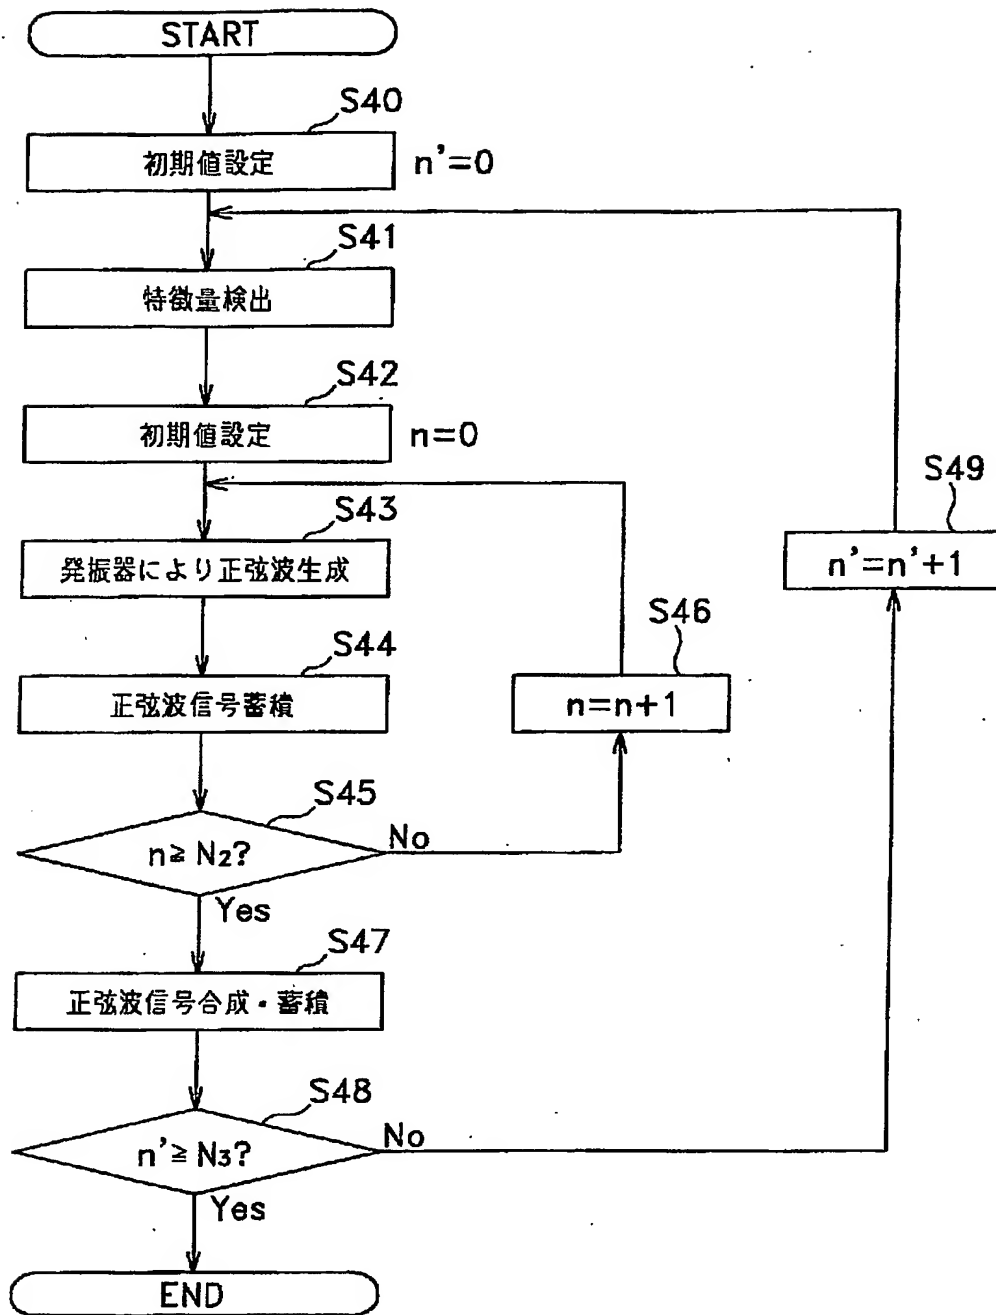 START
S40
初期値設定
n'=0
S41
特徴量検出
S42
初期値設定
n=0
S43
発振器により正弦波生成
S44
正弦波信号蓄積
S45
n≧N₂?
No
Yes
S46
n=n+1
S47
正弦波信号合成・蓄積
S48
n'≧N₃?
No
Yes
S49
n'=n'+1
END